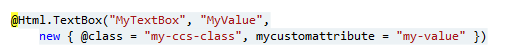 @Html.TextBox("MyTextBox", "MyValue",
new { @class = "my-ccs-class", mycustomattribute = "my-value" })